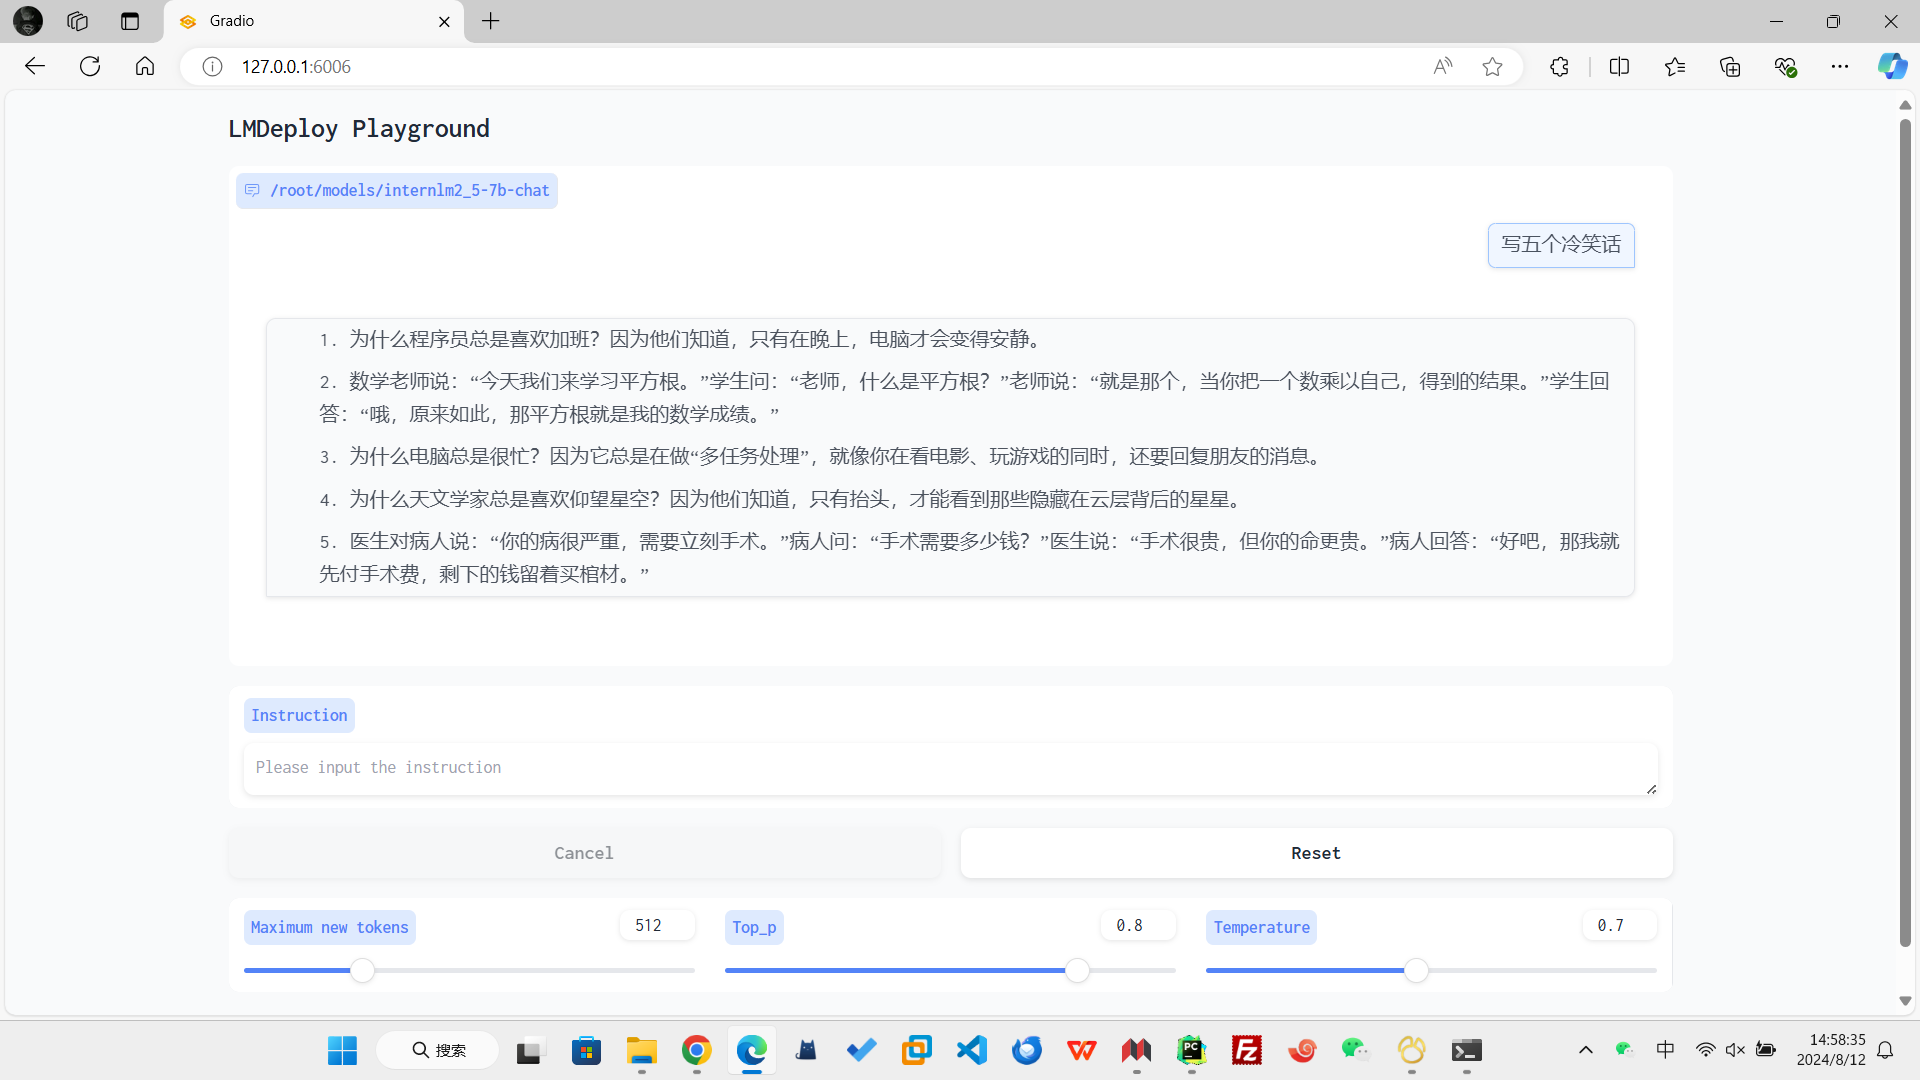 Gradio
127.0.0.1:6006
LMDeploy Playground
/root/models/internlm2_5-7b-chat
写五个冷笑话
1. 为什么程序员总是喜欢加班？因为他们知道，只有在晚上，电脑才会变得安静。
2. 数学老师说：“今天我们来学习平方根。”学生问：“老师，什么是平方根？”老师说：“就是那个，当你把一个数乘以自己，得到的结果。”学生回
答：“哦，原来如此，那平方根就是我的数学成绩。”
3. 为什么电脑总是很忙？因为它总是在做“多任务处理”，就像你在看电影、玩游戏的同时，还要回复朋友的消息。
4. 为什么天文学家总是喜欢仰望星空？因为他们知道，只有抬头，才能看到那些隐藏在云层背后的星星。
5. 医生对病人说：“你的病很严重，需要立刻手术。”病人问：“手术需要多少钱？”医生说：“手术很贵，但你的命更贵。”病人回答：“好吧，那我就
先付手术费，剩下的钱留着买棺材。”
Instruction
Please input the instruction
Cancel
Reset
Maximum new tokens
512
Top_p
0.8
Temperature
0.7
搜索
中
14:58:35
2024/8/12